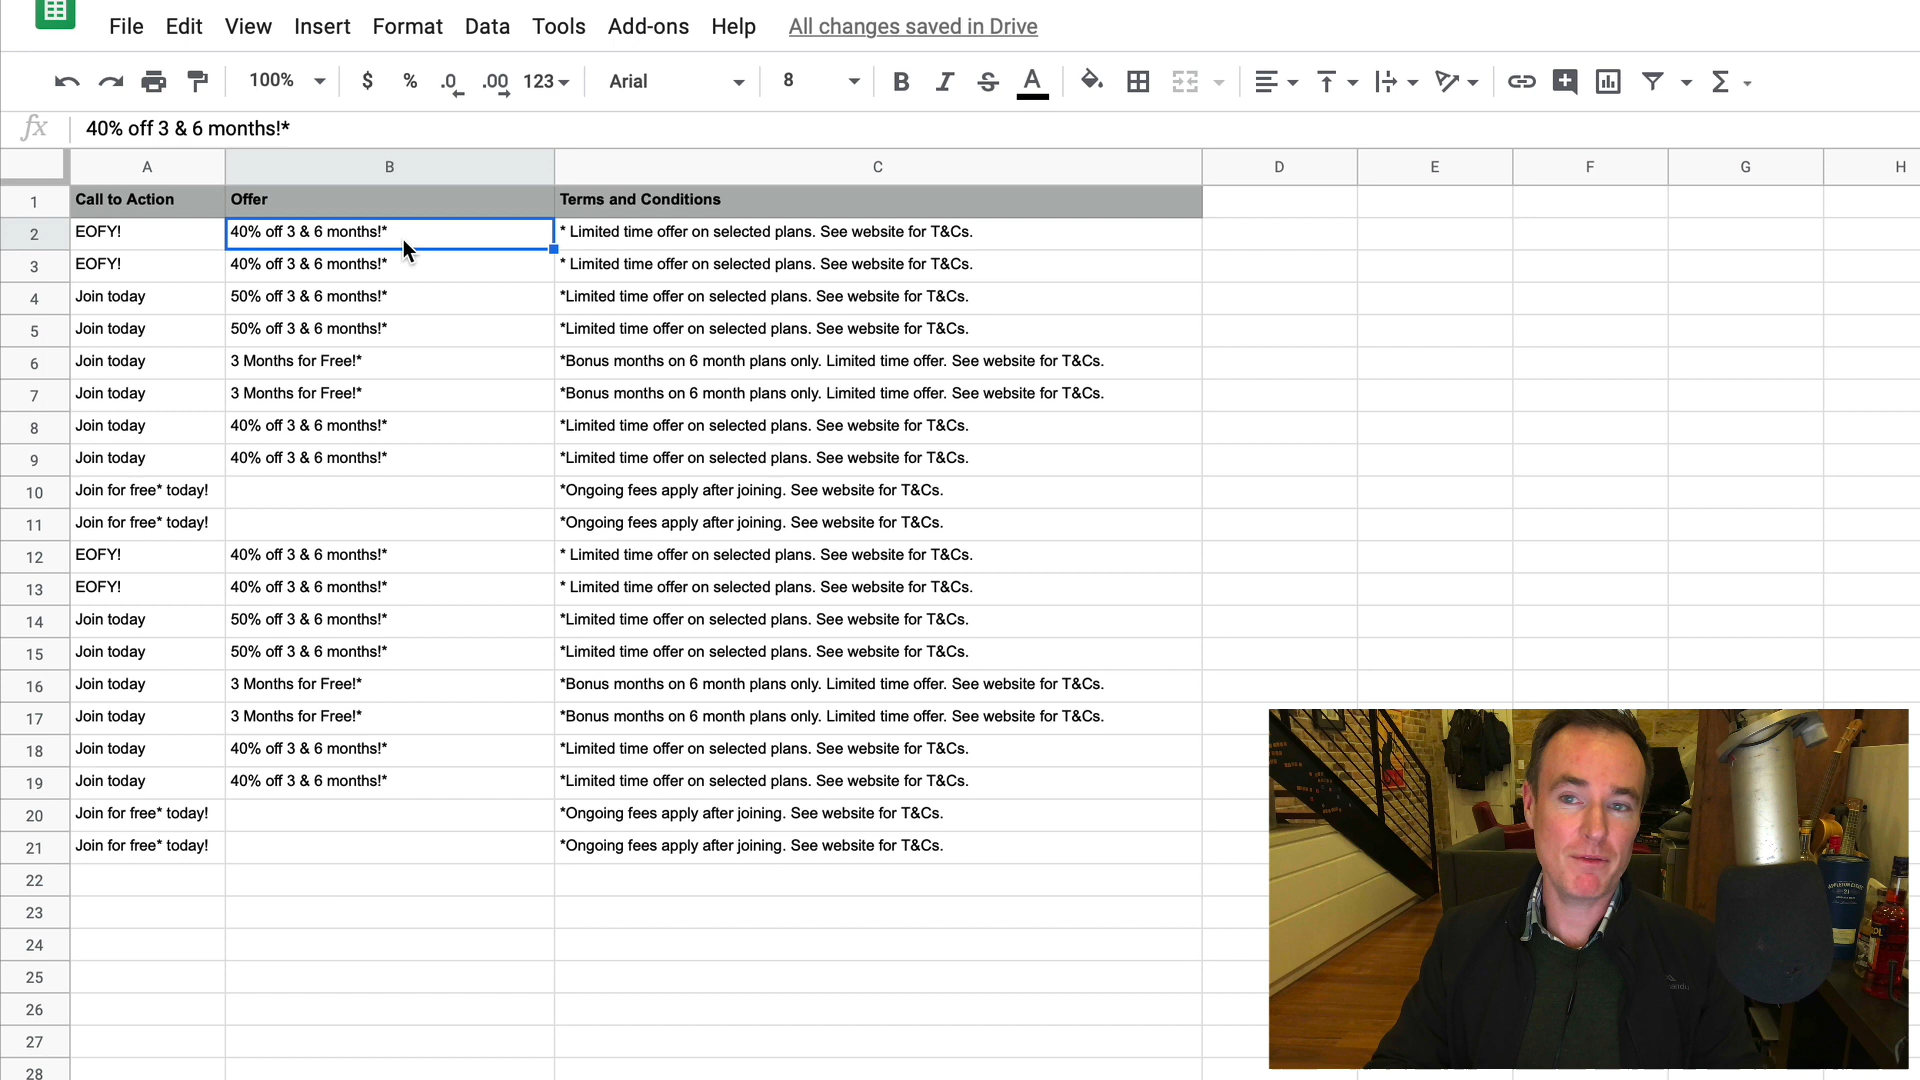 File Edit View Insert Format Data Tools Add-ons Help All changes saved in Drive
100% $ % .0 .00 123 Arial 8 B I S A
fx 40% off 3 & 6 months!*
A B C D E F G H
1 Call to Action Offer Terms and Conditions
2 EOFY! 40% off 3 & 6 months!* * Limited time offer on selected plans. See website for T&Cs.
3 EOFY! 40% off 3 & 6 months!* * Limited time offer on selected plans. See website for T&Cs.
4 Join today 50% off 3 & 6 months!* *Limited time offer on selected plans. See website for T&Cs.
5 Join today 50% off 3 & 6 months!* *Limited time offer on selected plans. See website for T&Cs.
6 Join today 3 Months for Free!* *Bonus months on 6 month plans only. Limited time offer. See website for T&Cs.
7 Join today 3 Months for Free!* *Bonus months on 6 month plans only. Limited time offer. See website for T&Cs.
8 Join today 40% off 3 & 6 months!* *Limited time offer on selected plans. See website for T&Cs.
9 Join today 40% off 3 & 6 months!* *Limited time offer on selected plans. See website for T&Cs.
10 Join for free* today! *Ongoing fees apply after joining. See website for T&Cs.
11 Join for free* today! *Ongoing fees apply after joining. See website for T&Cs.
12 EOFY! 40% off 3 & 6 months!* * Limited time offer on selected plans. See website for T&Cs.
13 EOFY! 40% off 3 & 6 months!* * Limited time offer on selected plans. See website for T&Cs.
14 Join today 50% off 3 & 6 months!* *Limited time offer on selected plans. See website for T&Cs.
15 Join today 50% off 3 & 6 months!* *Limited time offer on selected plans. See website for T&Cs.
16 Join today 3 Months for Free!* *Bonus months on 6 month plans only. Limited time offer. See website for T&Cs.
17 Join today 3 Months for Free!* *Bonus months on 6 month plans only. Limited time offer. See website for T&Cs.
18 Join today 40% off 3 & 6 months!* *Limited time offer on selected plans. See website for T&Cs.
19 Join today 40% off 3 & 6 months!* *Limited time offer on selected plans. See website for T&Cs.
20 Join for free* today! *Ongoing fees apply after joining. See website for T&Cs.
21 Join for free* today! *Ongoing fees apply after joining. See website for T&Cs.
22
23
24
25
26
27
28